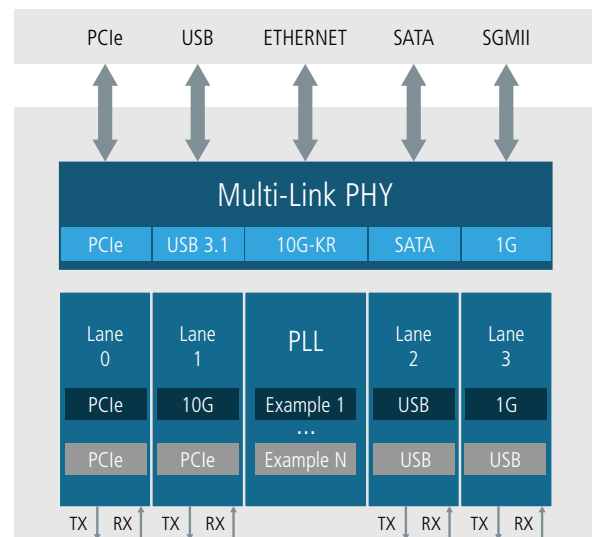 PCIe USB ETHERNET SATA SGMII
Multi-Link PHY
PCIe USB 3.1 10G-KR SATA 1G
Lane Lane PLL Lane Lane
0 1 2 3
PCIe 10G Example 1 USB 1G
...
PCIe PCIe Example N USB USB
TX RX TX RX TX RX TX RX